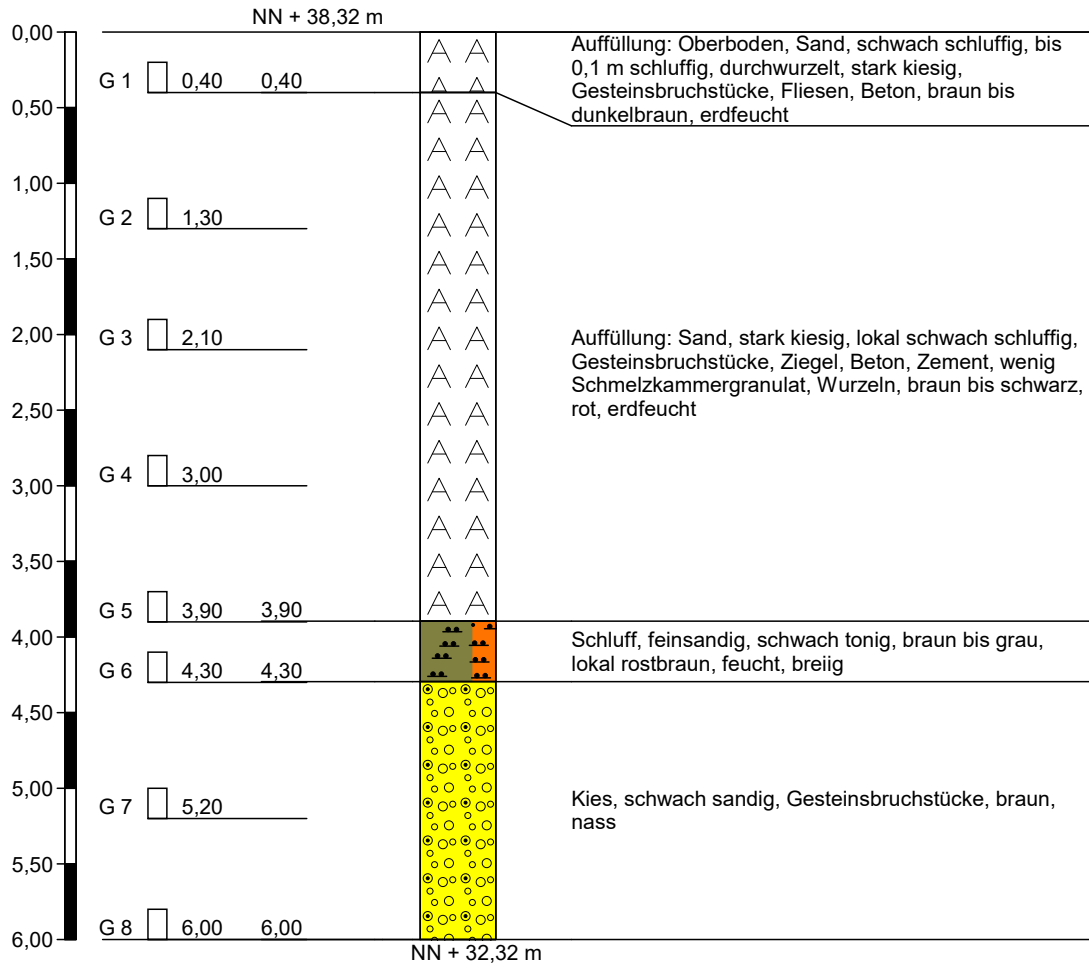 NN + 38,32 m
0,00
Auffüllung: Oberboden, Sand, schwach schluffig, bis
0,1 m schluffig, durchwurzelt, stark kiesig,
Gesteinsbruchstücke, Fliesen, Beton, braun bis
dunkelbraun, erdfeucht
G 1 0,40 0,40
0,50
1,00
G 2 1,30
1,50
2,00
G 3 2,10
Auffüllung: Sand, stark kiesig, lokal schwach schluffig,
Gesteinsbruchstücke, Ziegel, Beton, Zement, wenig
Schmelzkammergranulat, Wurzeln, braun bis schwarz,
rot, erdfeucht
2,50
G 4 3,00
3,00
3,50
G 5 3,90 3,90
4,00
Schluff, feinsandig, schwach tonig, braun bis grau,
lokal rostbraun, feucht, breiig
G 6 4,30 4,30
4,50
5,00
G 7 5,20
Kies, schwach sandig, Gesteinsbruchstücke, braun,
nass
5,50
G 8 6,00 6,00
6,00
NN + 32,32 m